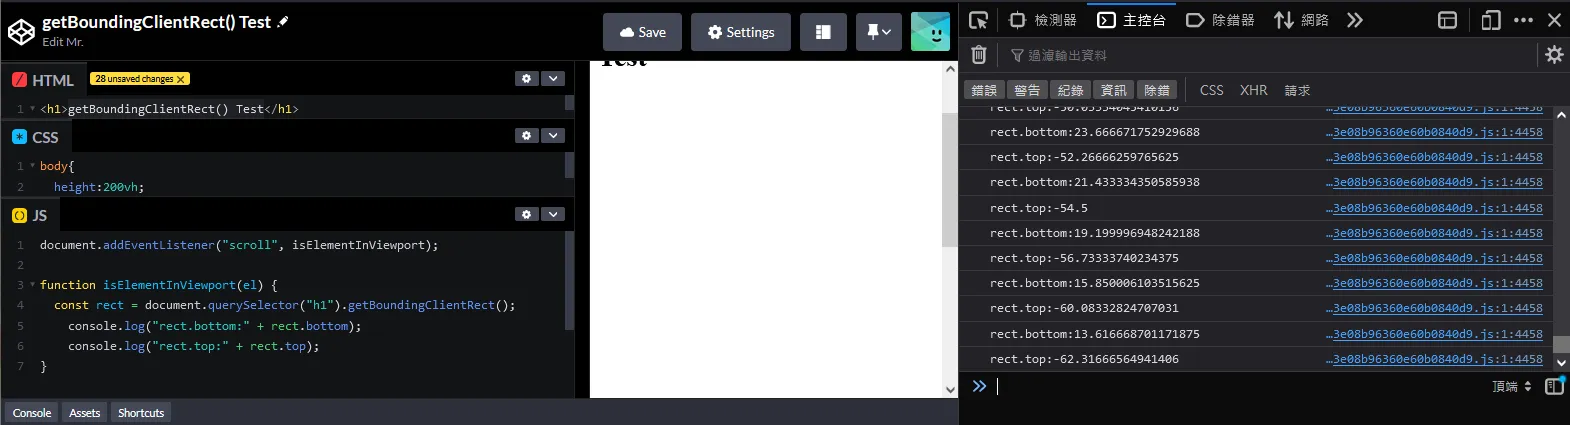 getBoundingClientRect() Test
Edit Mr.
Save
Settings
HTML
28 unsaved changes ×
1 <h1>getBoundingClientRect() Test</h1>
CSS
1 body{
2 height:200vh;
JS
1 document.addEventListener("scroll", isElementInViewport);
2
3 function isElementInViewport(el) {
4 const rect = document.querySelector("h1").getBoundingClientRect();
5 console.log("rect.bottom:" + rect.bottom);
6 console.log("rect.top:" + rect.top);
7 }
Console Assets Shortcuts
Test
檢測器 主控台 除錯器 網路
過濾輸出資料
錯誤 警告 紀錄 資訊 除錯 CSS XHR 請求
rect.bottom:23.666671752929688 …3e08b96360e60b0840d9.js:1:4458
rect.top:-52.26666259765625 …3e08b96360e60b0840d9.js:1:4458
rect.bottom:21.433334350585938 …3e08b96360e60b0840d9.js:1:4458
rect.top:-54.5 …3e08b96360e60b0840d9.js:1:4458
rect.bottom:19.199996948242188 …3e08b96360e60b0840d9.js:1:4458
rect.top:-56.73333740234375 …3e08b96360e60b0840d9.js:1:4458
rect.bottom:15.850006103515625 …3e08b96360e60b0840d9.js:1:4458
rect.top:-60.08332824707031 …3e08b96360e60b0840d9.js:1:4458
rect.bottom:13.616668701171875 …3e08b96360e60b0840d9.js:1:4458
rect.top:-62.31666564941406 …3e08b96360e60b0840d9.js:1:4458
頂端